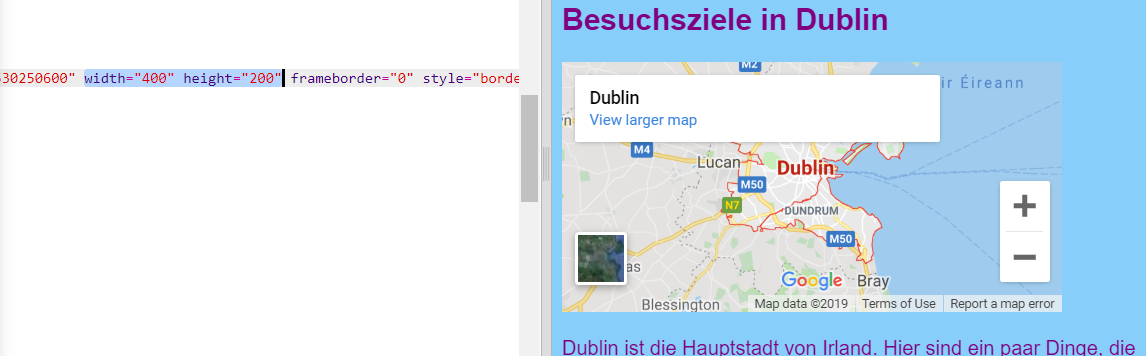 530250600" width="400" height="200" frameborder="0" style="borde
Besuchsziele in Dublin
M2
Dublin
View larger map
ir Éireann
M4
Lucan
Dublin
M50
N7
DUNDRUM
M50
as
Google
Bray
Blessington
Map data ©2019
Terms of Use
Report a map error
Dublin ist die Hauptstadt von Irland. Hier sind ein paar Dinge, die